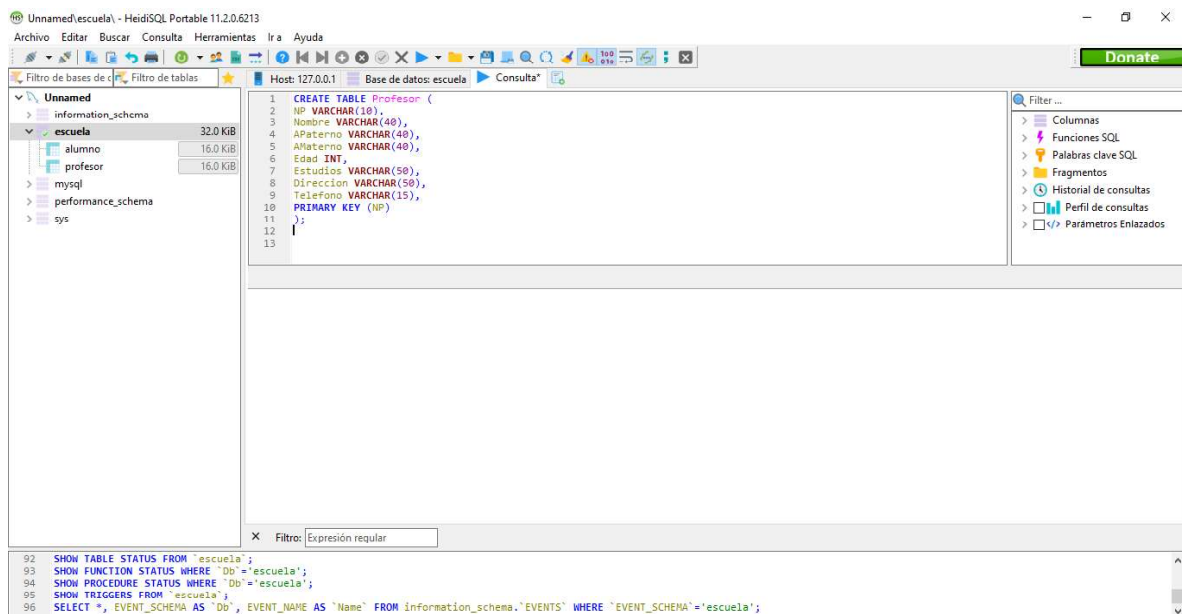 Unnamed\escuela\ - HeidiSQL Portable 11.2.0.6213
Archivo Editar Buscar Consulta Herramientas Ir a Ayuda
Donate
Filtro de bases de c Filtro de tablas
Host: 127.0.0.1 Base de datos: escuela Consulta*
Unnamed
information_schema
escuela 32.0 KiB
alumno 16.0 KiB
profesor 16.0 KiB
mysql
performance_schema
sys
1 CREATE TABLE Profesor (
2 NP VARCHAR(10),
3 Nombre VARCHAR(40),
4 APaterno VARCHAR(40),
5 AMaterno VARCHAR(40),
6 Edad INT,
7 Estudios VARCHAR(50),
8 Direccion VARCHAR(50),
9 Telefono VARCHAR(15),
10 PRIMARY KEY (NP)
11 );
12
13
Filter ...
Columnas
Funciones SQL
Palabras clave SQL
Fragmentos
Historial de consultas
Perfil de consultas
Parámetros Enlazados
Filtro: Expresión regular
92 SHOW TABLE STATUS FROM `escuela`;
93 SHOW FUNCTION STATUS WHERE `Db`='escuela';
94 SHOW PROCEDURE STATUS WHERE `Db`='escuela';
95 SHOW TRIGGERS FROM `escuela`;
96 SELECT *, EVENT_SCHEMA AS `Db`, EVENT_NAME AS `Name` FROM information_schema.`EVENTS` WHERE `EVENT_SCHEMA`='escuela';